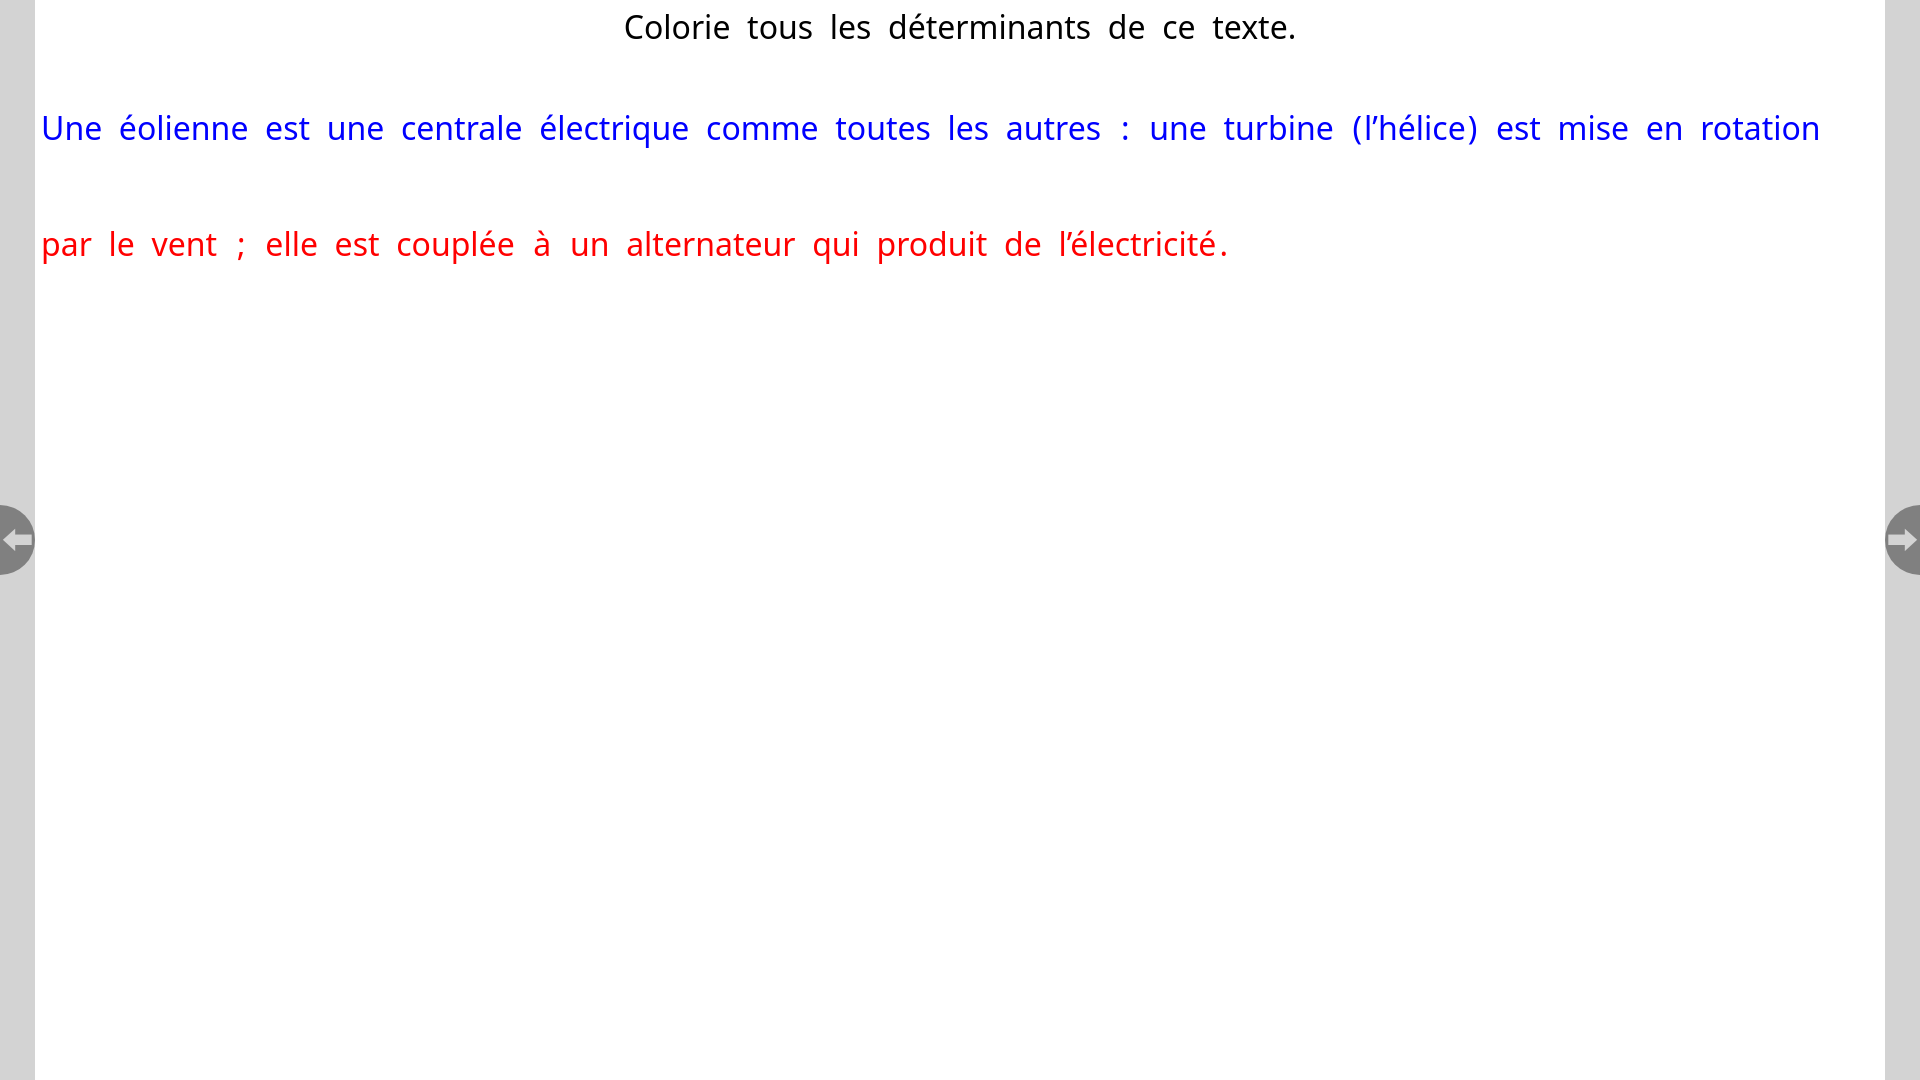 Colorie tous les déterminants de ce texte.
Une éolienne est une centrale électrique comme toutes les autres : une turbine (l’hélice) est mise en rotation
par le vent ; elle est couplée à un alternateur qui produit de l’électricité.